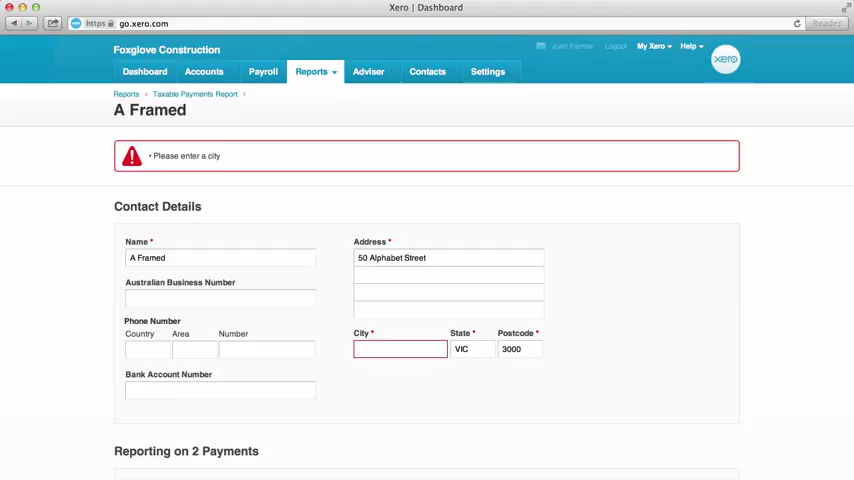 Xero | Dashboard
https go.xero.com
Reader
Foxglove Construction
Joen Farmer Logout My Xero Help
xero
Dashboard Accounts Payroll Reports Adviser Contacts Settings
Reports › Taxable Payments Report ›
A Framed
• Please enter a city
Contact Details
Name *
A Framed
Australian Business Number
Phone Number
Country Area Number
Bank Account Number
Address *
50 Alphabet Street
City * State * Postcode *
VIC 3000
Reporting on 2 Payments